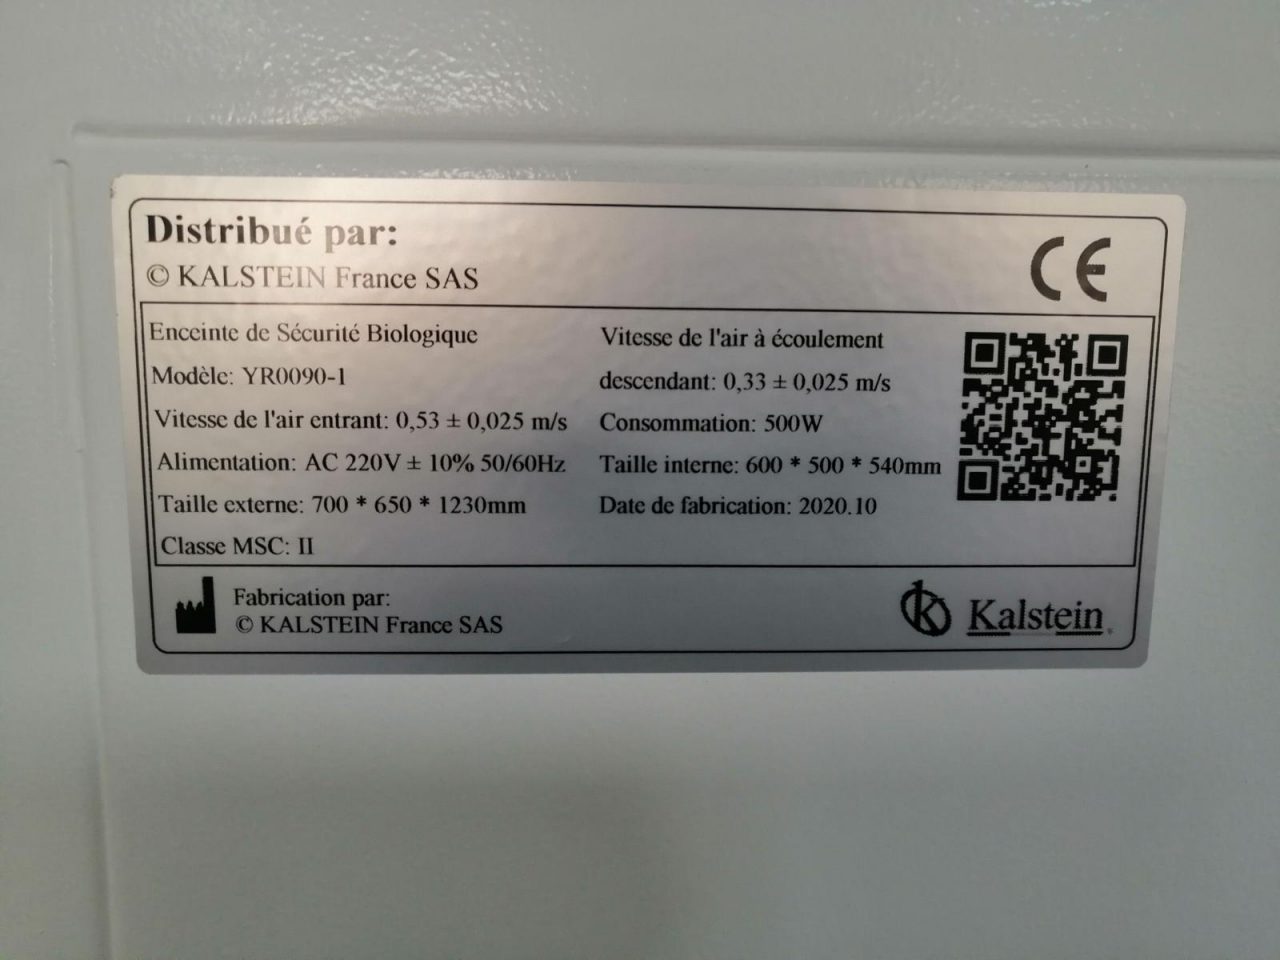 Distribué par:
© KALSTEIN France SAS
CE
Enceinte de Sécurité Biologique
Modèle: YR0090-1
Vitesse de l'air entrant: 0,53 ± 0,025 m/s
Alimentation: AC 220V ± 10% 50/60Hz
Taille externe: 700 * 650 * 1230mm
Classe MSC: II
Vitesse de l'air à écoulement
descendant: 0,33 ± 0,025 m/s
Consommation: 500W
Taille interne: 600 * 500 * 540mm
Date de fabrication: 2020.10
Fabrication par:
© KALSTEIN France SAS
K Kalstein®